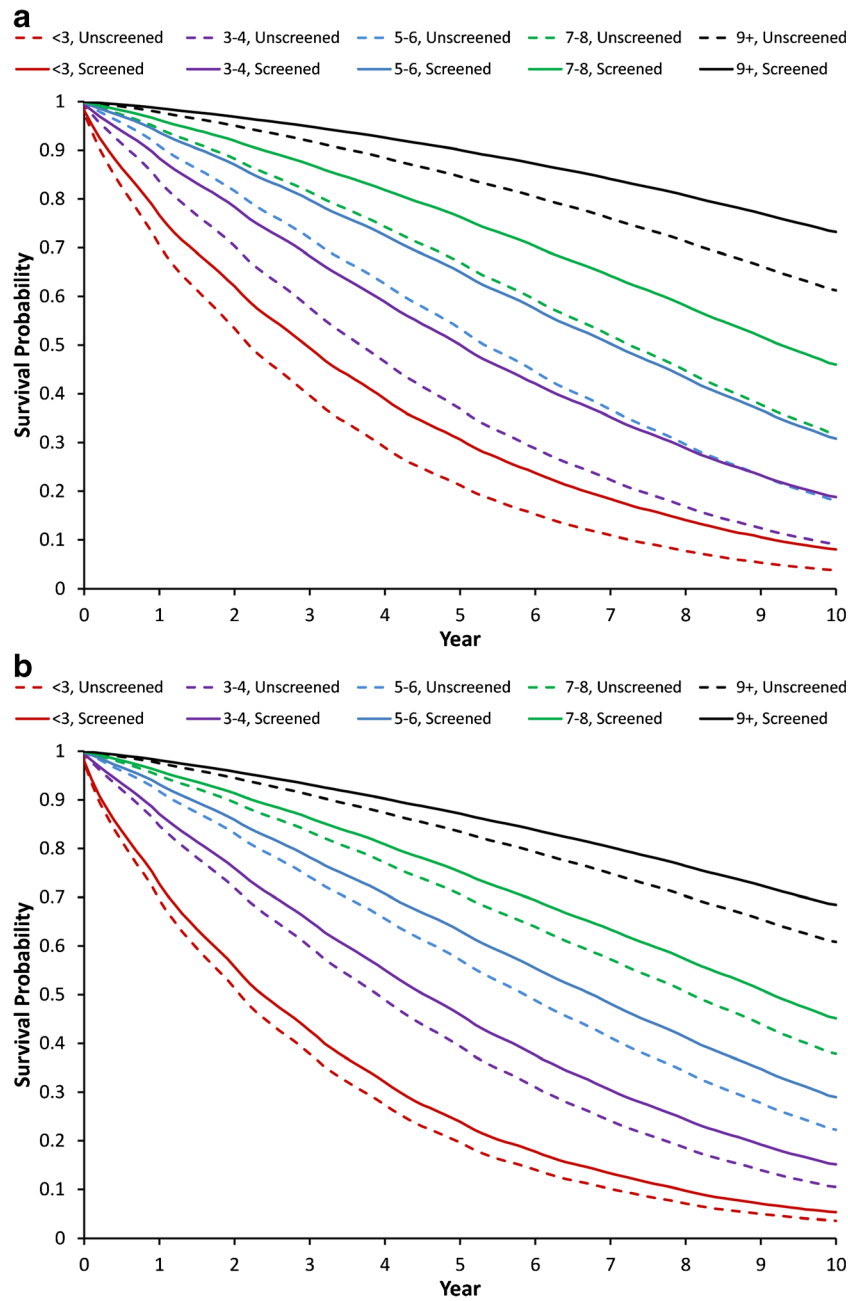 a
<3, Unscreened 3-4, Unscreened 5-6, Unscreened 7-8, Unscreened 9+, Unscreened
<3, Screened 3-4, Screened 5-6, Screened 7-8, Screened 9+, Screened
1
0.9
0.8
0.7
0.6
0.5
0.4
0.3
0.2
0.1
0
Survival Probability
0 1 2 3 4 5 6 7 8 9 10
Year
b
<3, Unscreened 3-4, Unscreened 5-6, Unscreened 7-8, Unscreened 9+, Unscreened
<3, Screened 3-4, Screened 5-6, Screened 7-8, Screened 9+, Screened
1
0.9
0.8
0.7
0.6
0.5
0.4
0.3
0.2
0.1
0
Survival Probability
0 1 2 3 4 5 6 7 8 9 10
Year